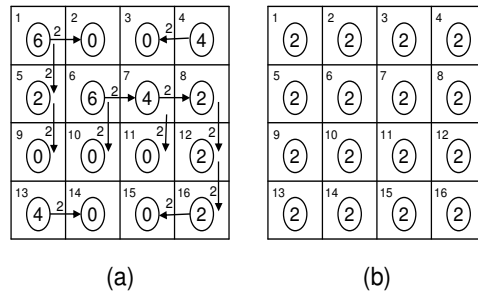 1 2 3 4 1 2 3 4
6 2 0 0 2 4 2 2 2 2
2
5 6 7 8 5 6 7 8
2 6 2 4 2 2 2 2 2 2
2 2 2 2
9 10 11 12 9 10 11 12
0 0 0 2 2 2 2 2
2
13 14 15 16 13 14 15 16
4 2 0 0 2 2 2 2 2 2
(a) (b)